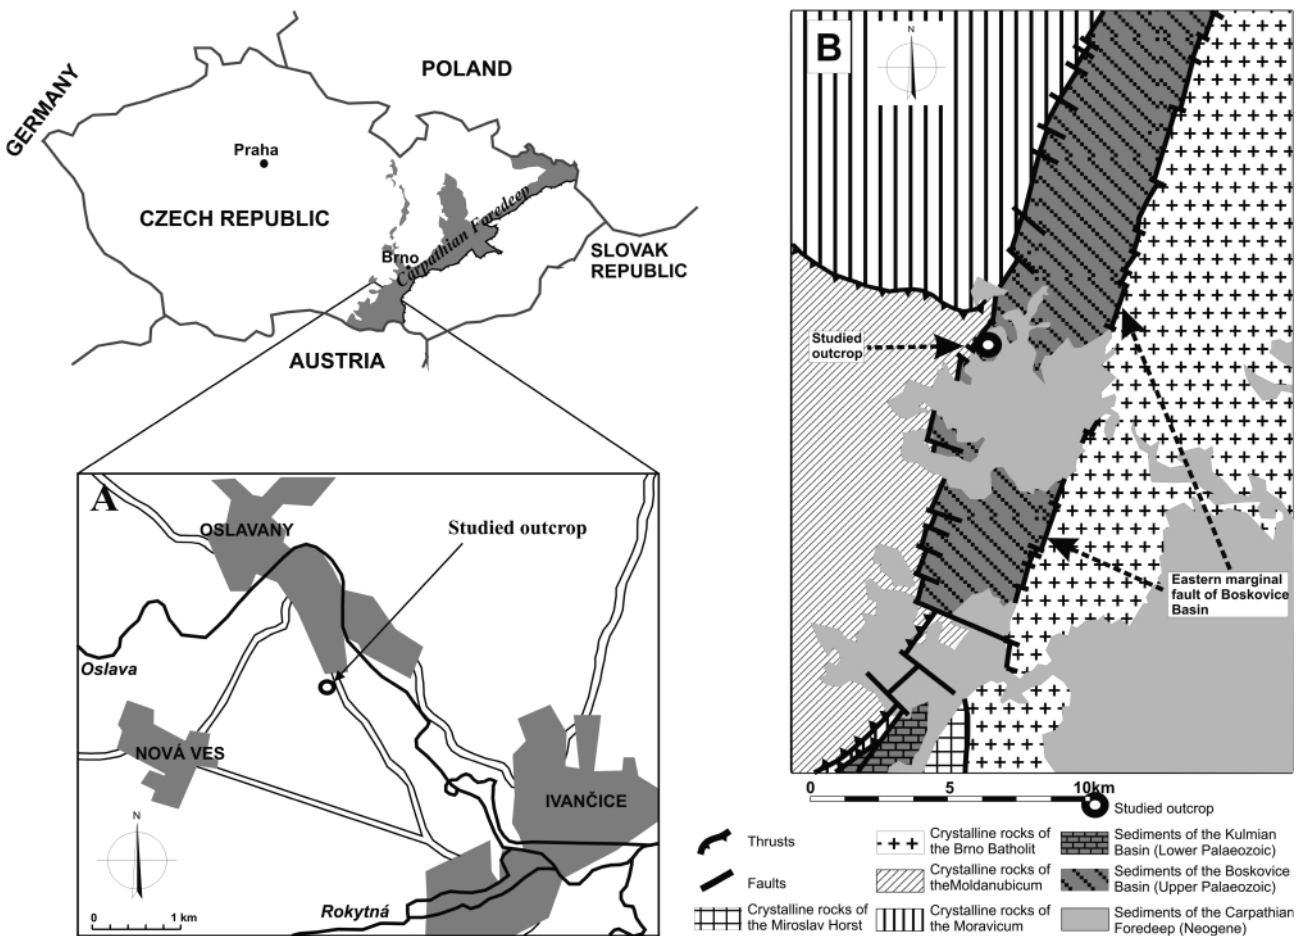 GERMANY
POLAND
Praha
CZECH REPUBLIC
Carpathian Foredeep
Brno
SLOVAK
REPUBLIC
AUSTRIA
A
OSLAVANY
Studied outcrop
Oslava
NOVÁ VES
IVANČICE
N
Rokytná
0
1 km
B
N
Studied
outcrop
Eastern marginal
fault of Boskovice
Basin
0
5
10km
Studied outcrop
Thrusts
Crystalline rocks of
the Brno Batholit
Sediments of the Kulmian
Basin (Lower Palaeozoic)
Faults
Crystalline rocks of
theMoldanubicum
Sediments of the Boskovice
Basin (Upper Palaeozoic)
Crystalline rocks of
the Miroslav Horst
Crystalline rocks of
the Moravicum
Sediments of the Carpathian
Foredeep (Neogene)